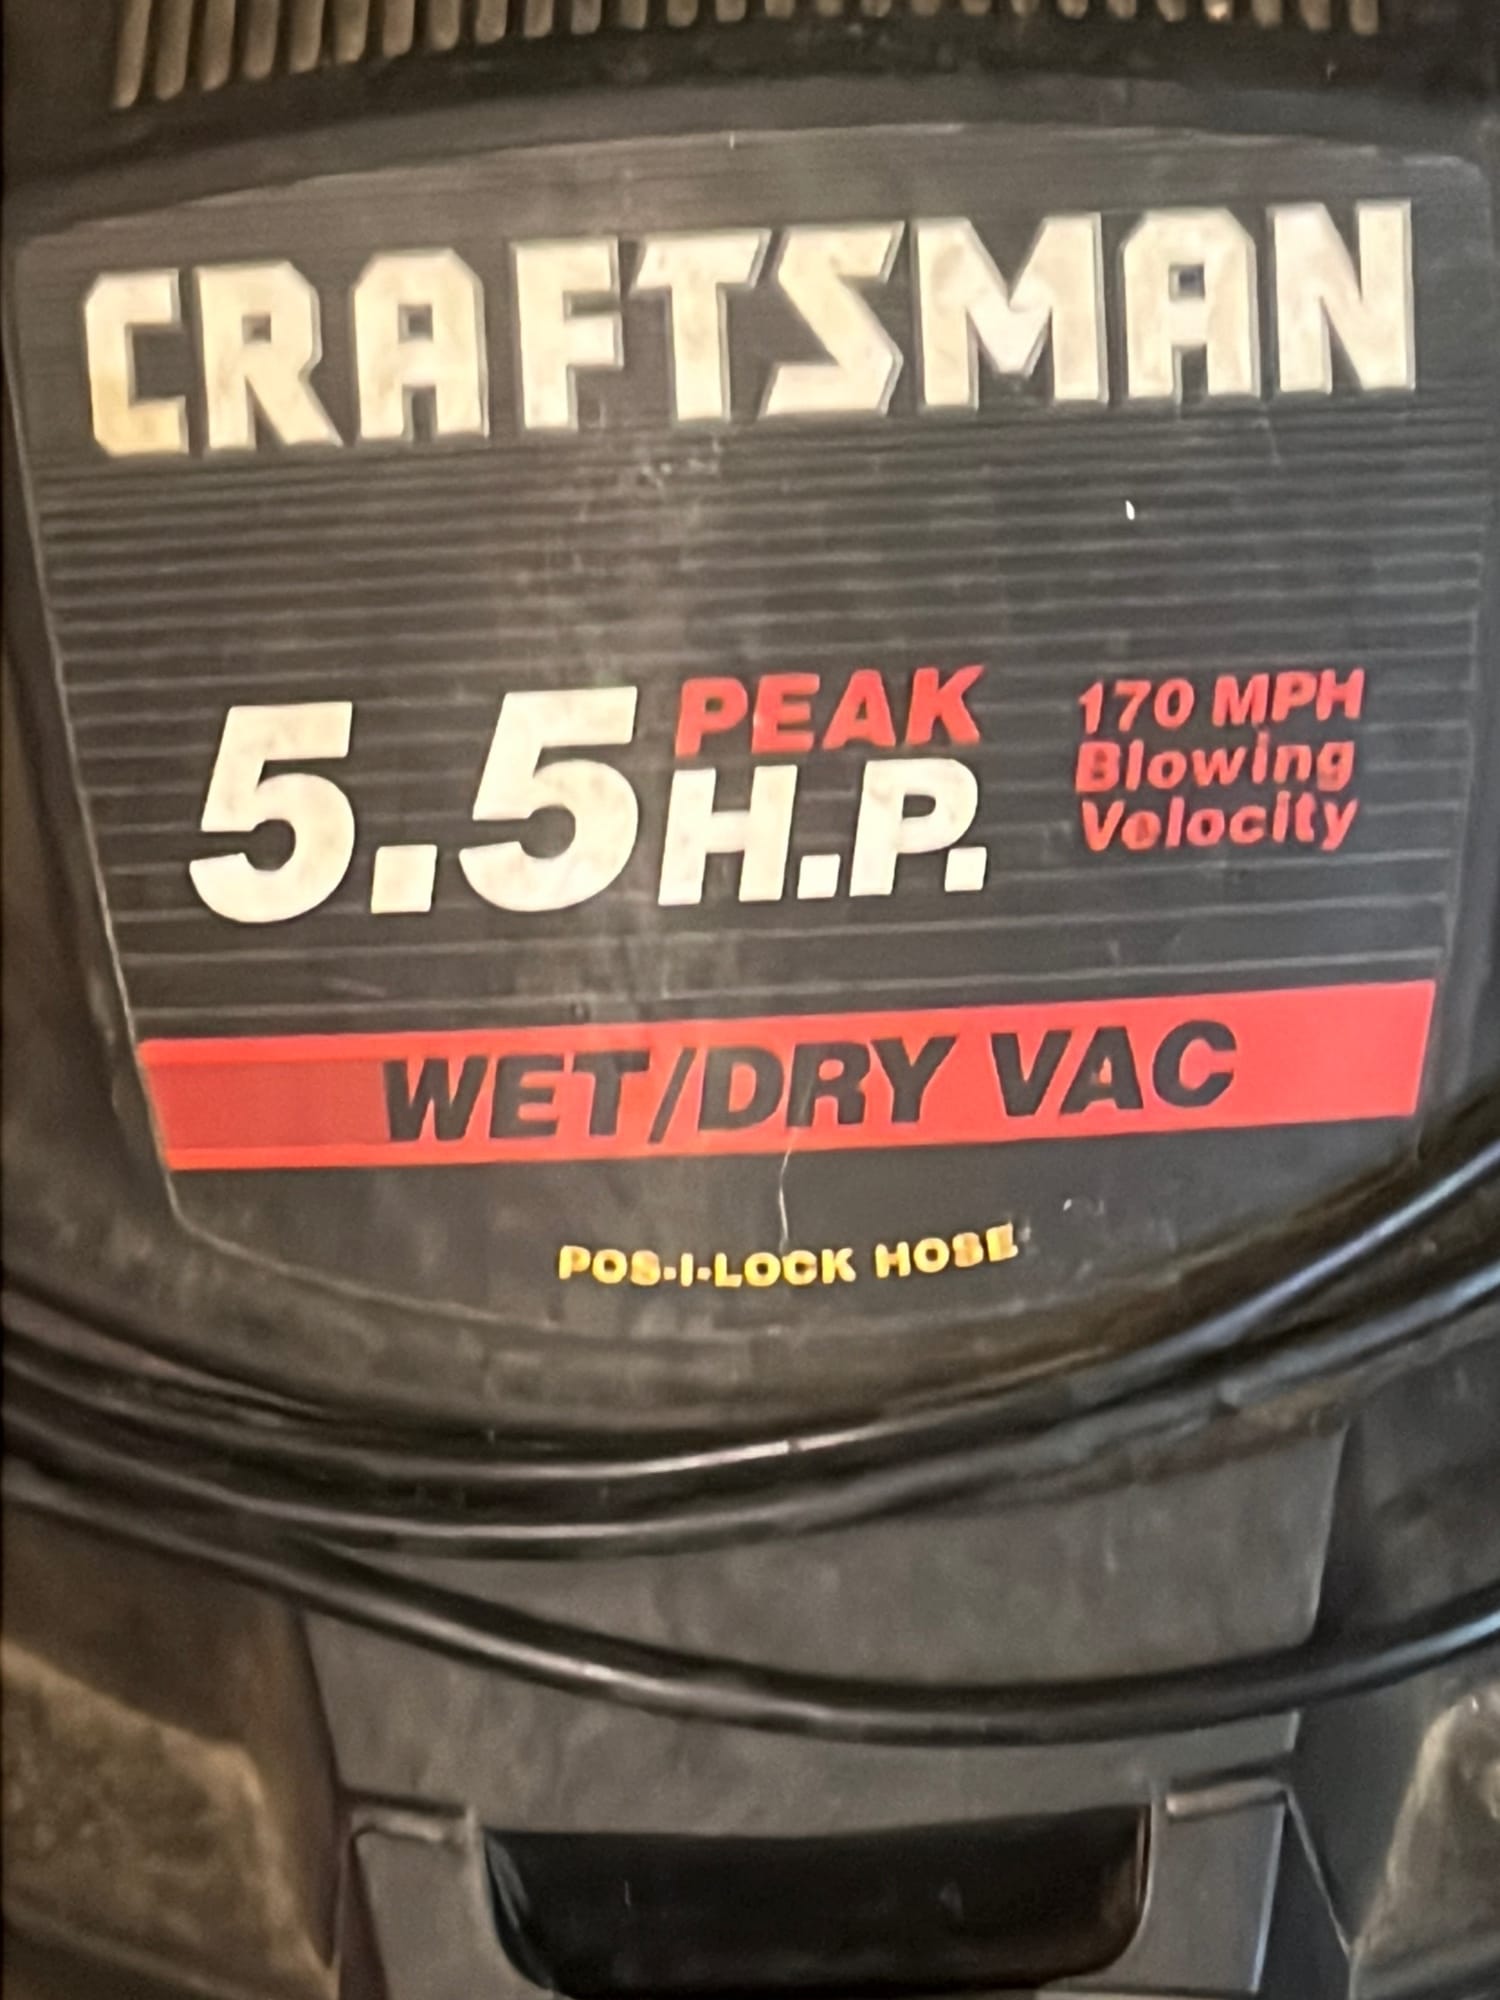 CRAFTSMAN
5.5 PEAK H.P.
170 MPH
Blowing
Velocity
WET/DRY VAC
POS-I-LOCK HOSE